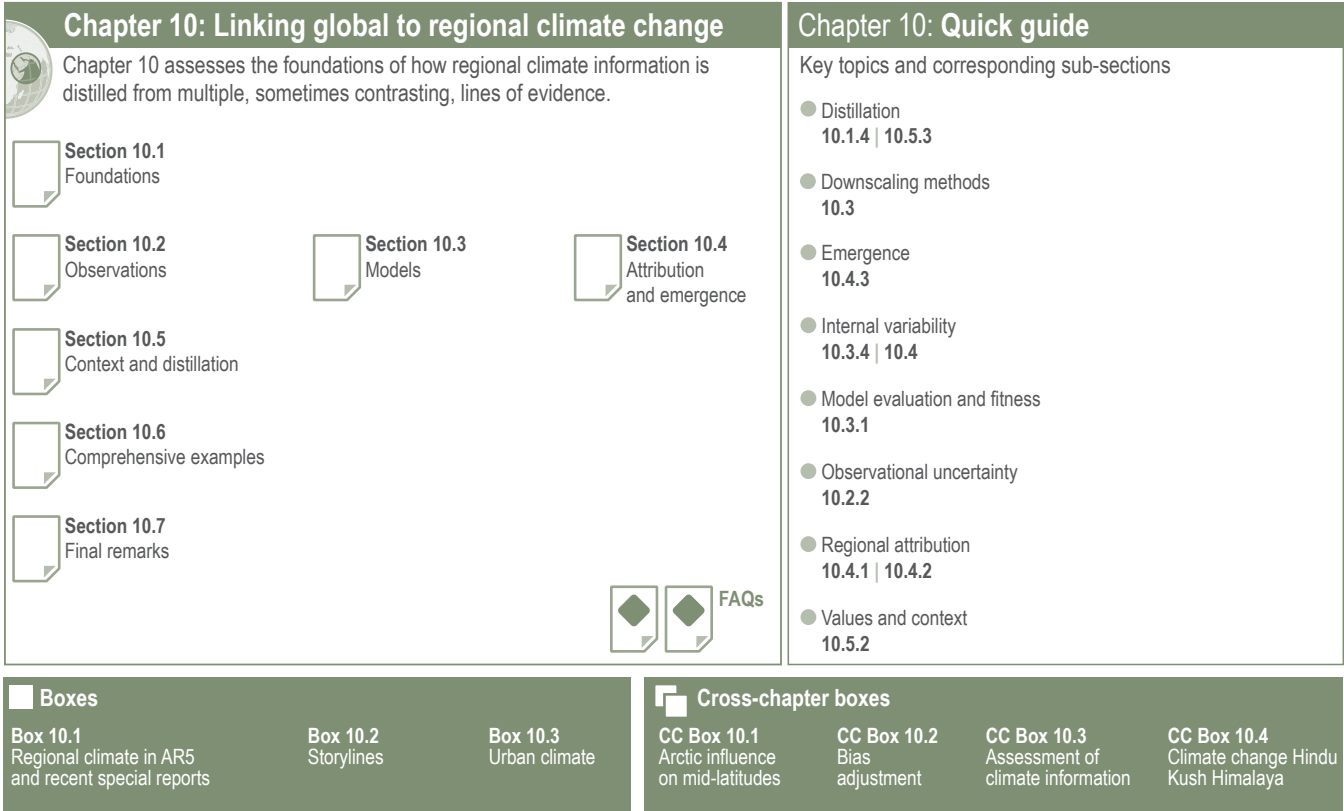 Chapter 10: Linking global to regional climate change
Chapter 10 assesses the foundations of how regional climate information is
distilled from multiple, sometimes contrasting, lines of evidence.
Section 10.1
Foundations
Section 10.2
Observations
Section 10.3
Models
Section 10.4
Attribution
and emergence
Section 10.5
Context and distillation
Section 10.6
Comprehensive examples
Section 10.7
Final remarks
FAQs
Chapter 10: Quick guide
Key topics and corresponding sub-sections
Distillation
10.1.4 | 10.5.3
Downscaling methods
10.3
Emergence
10.4.3
Internal variability
10.3.4 | 10.4
Model evaluation and fitness
10.3.1
Observational uncertainty
10.2.2
Regional attribution
10.4.1 | 10.4.2
Values and context
10.5.2
Boxes
Box 10.1
Regional climate in AR5
and recent special reports
Box 10.2
Storylines
Box 10.3
Urban climate
Cross-chapter boxes
CC Box 10.1
Arctic influence
on mid-latitudes
CC Box 10.2
Bias
adjustment
CC Box 10.3
Assessment of
climate information
CC Box 10.4
Climate change Hindu
Kush Himalaya